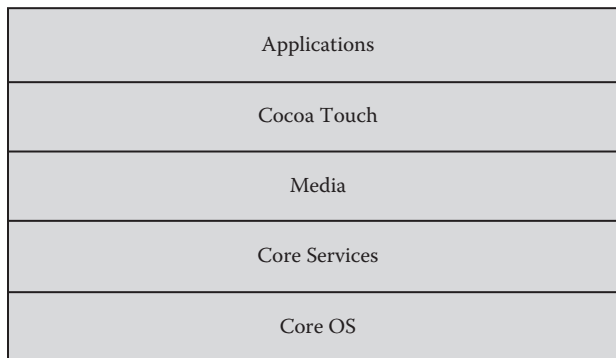 Applications
Cocoa Touch
Media
Core Services
Core OS